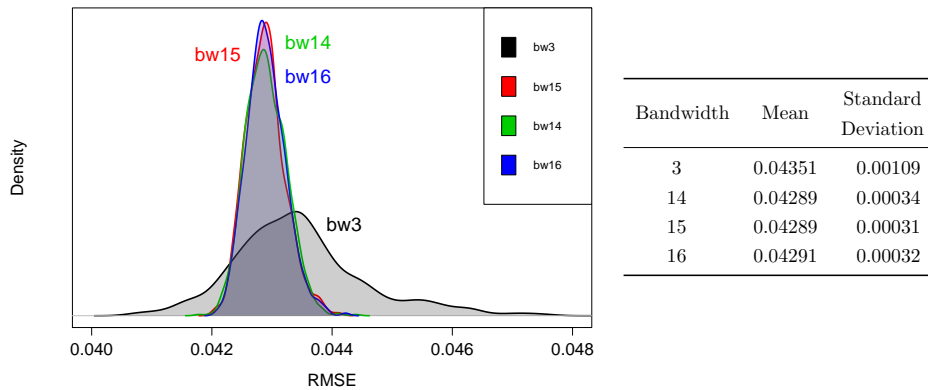 bw15
bw14
bw16
bw3
bw3
bw15
bw14
bw16
Density
0.040
0.042
0.044
0.046
0.048
RMSE
Bandwidth Mean Standard Deviation
3 0.04351 0.00109
14 0.04289 0.00034
15 0.04289 0.00031
16 0.04291 0.00032